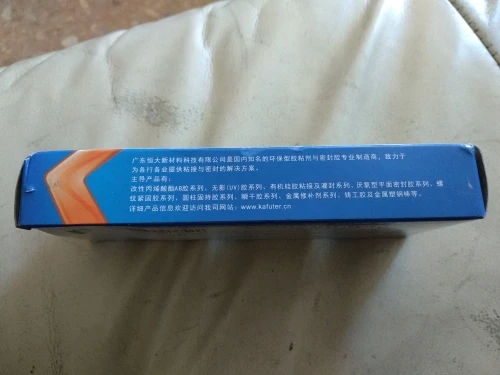 广东恒大新材料科技有限公司是国内知名的环保型胶粘剂与密封胶专业制造商，致力于
为各行各业提供粘接与密封的解决方案。
主导产品有：
改性丙烯酸酯AB胶系列、无影(UV)胶系列、有机硅胶粘接及灌封系列、厌氧型平面密封胶系列、螺
纹紧固胶系列、圆柱固持胶系列、瞬干胶系列、金属修补剂系列、铸工胶及金属塑钢棒等。
详细产品信息欢迎访问我司网站：www.kafuter.cn